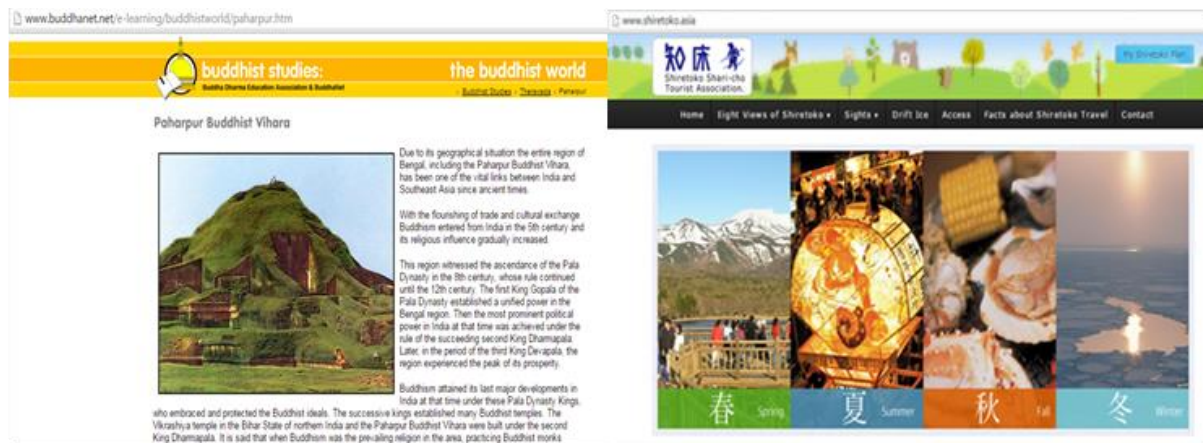 www.buddhanet.net/e-learning/buddhistworld/paharpur.htm
buddhist studies:
the buddhist world
Buddha Dharma Education Association & BuddhaNet
Buddhist Studies Theravada Paharpur
Paharpur Buddhist Vihara
Due to its geographical situation the entire region of
Bengal, including the Paharpur Buddhist Vihara,
has been one of the vital links between India and
Southeast Asia since ancient times.
With the flourishing of trade and cultural exchange
Buddhism entered from India in the 5th century and
its religious influence gradually increased.
This region witnessed the ascendance of the Pala
Dynasty in the 8th century, whose rule continued
until the 12th century. The first King Gopala of the
Pala Dynasty established a unified power in the
Bengal region. Then the most prominent political
power in India at that time was achieved under the
rule of the succeeding second King Dharmapala.
Later, in the period of the third King Devapala, the
region experienced the peak of its prosperity.
Buddhism attained its last major developments in
India at that time under these Pala Dynasty Kings,
who embraced and protected the Buddhist ideals. The successive kings established many Buddhist temples. The
Vikrashya temple in the Bihar State of northern India and the Paharpur Buddhist Vihara were built under the second
King Dharmapala. It is said that when Buddhism was the prevailing religion in the area, practicing Buddhist monks
www.shiretoko.asia
知床
Shiretoko Shari-cho
Tourist Association.
My Shiretoko Plan
Home Eight Views of Shiretoko Sights Drift Ice Access Facts about Shiretoko Travel Contact
春 Spring
夏 Summer
秋 Fall
冬 Winter